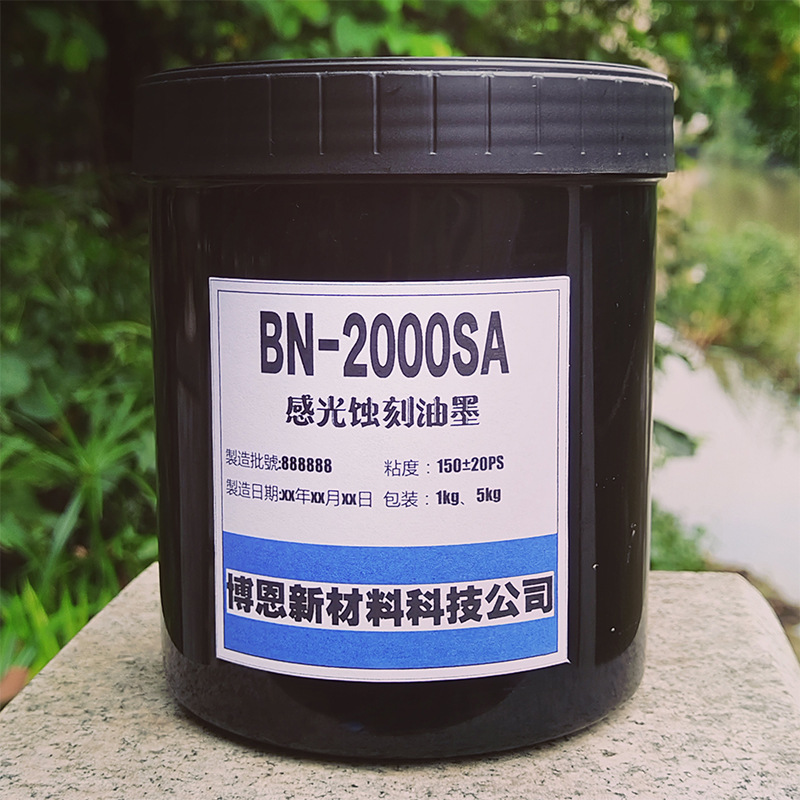 BN-2000SA
感光蚀刻油墨
製造批號:888888 粘度：150±20PS
製造日期:xx年xx月xx日 包装：1kg、5kg
博恩新材料科技公司